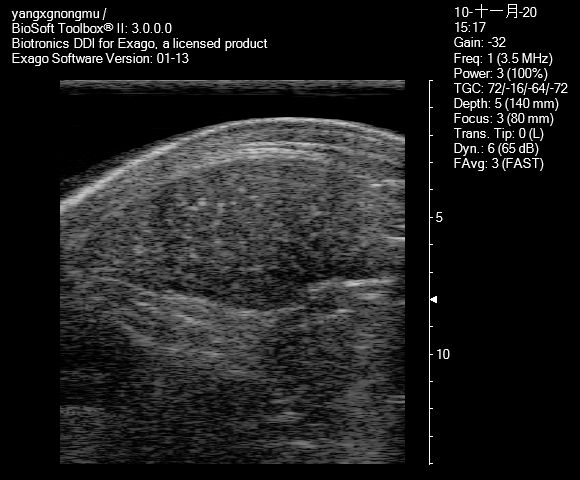 yangxgnongmu /
BioSoft Toolbox® II: 3.0.0.0
Biotronics DDI for Exago, a licensed product
Exago Software Version: 01-13
10-十一月-20
15:17
Gain: -32
Freq: 1 (3.5 MHz)
Power: 3 (100%)
TGC: 72/-16/-64/-72
Depth: 5 (140 mm)
Focus: 3 (80 mm)
Trans. Tip: 0 (L)
Dyn.: 6 (65 dB)
FAvg: 3 (FAST)
5
10